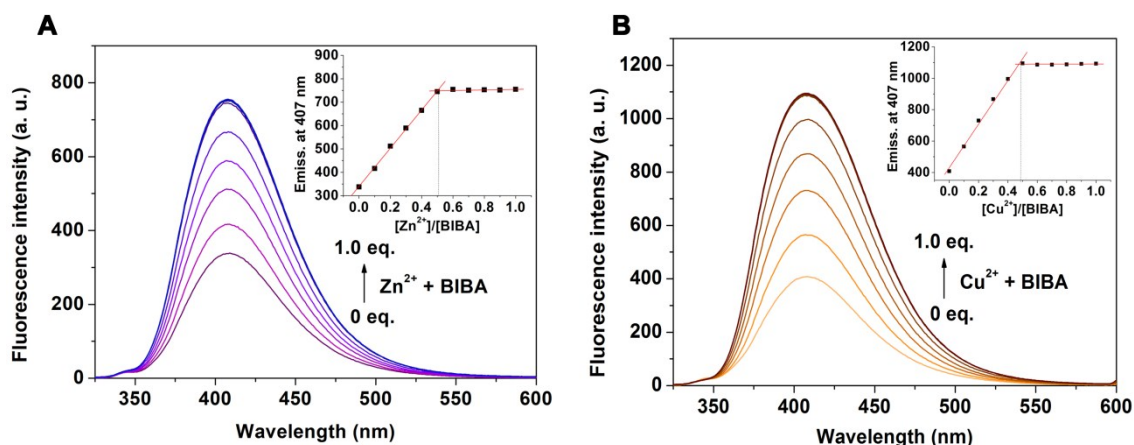 A
B
Fluorescence intensity (a. u.)
800
600
400
200
0
350
400
450
500
550
600
Wavelength (nm)
Emiss. at 407 nm
900
800
700
600
500
400
300
0.0 0.2 0.4 0.6 0.8 1.0
[Zn²⁺]/[BIBA]
1.0 eq.
Zn²⁺ + BIBA
0 eq.
Fluorescence intensity (a. u.)
1200
1000
800
600
400
200
0
350
400
450
500
550
600
Wavelength (nm)
Emiss. at 407 nm
1200
1000
800
600
400
0.0 0.2 0.4 0.6 0.8 1.0
[Cu²⁺]/[BIBA]
1.0 eq.
Cu²⁺ + BIBA
0 eq.